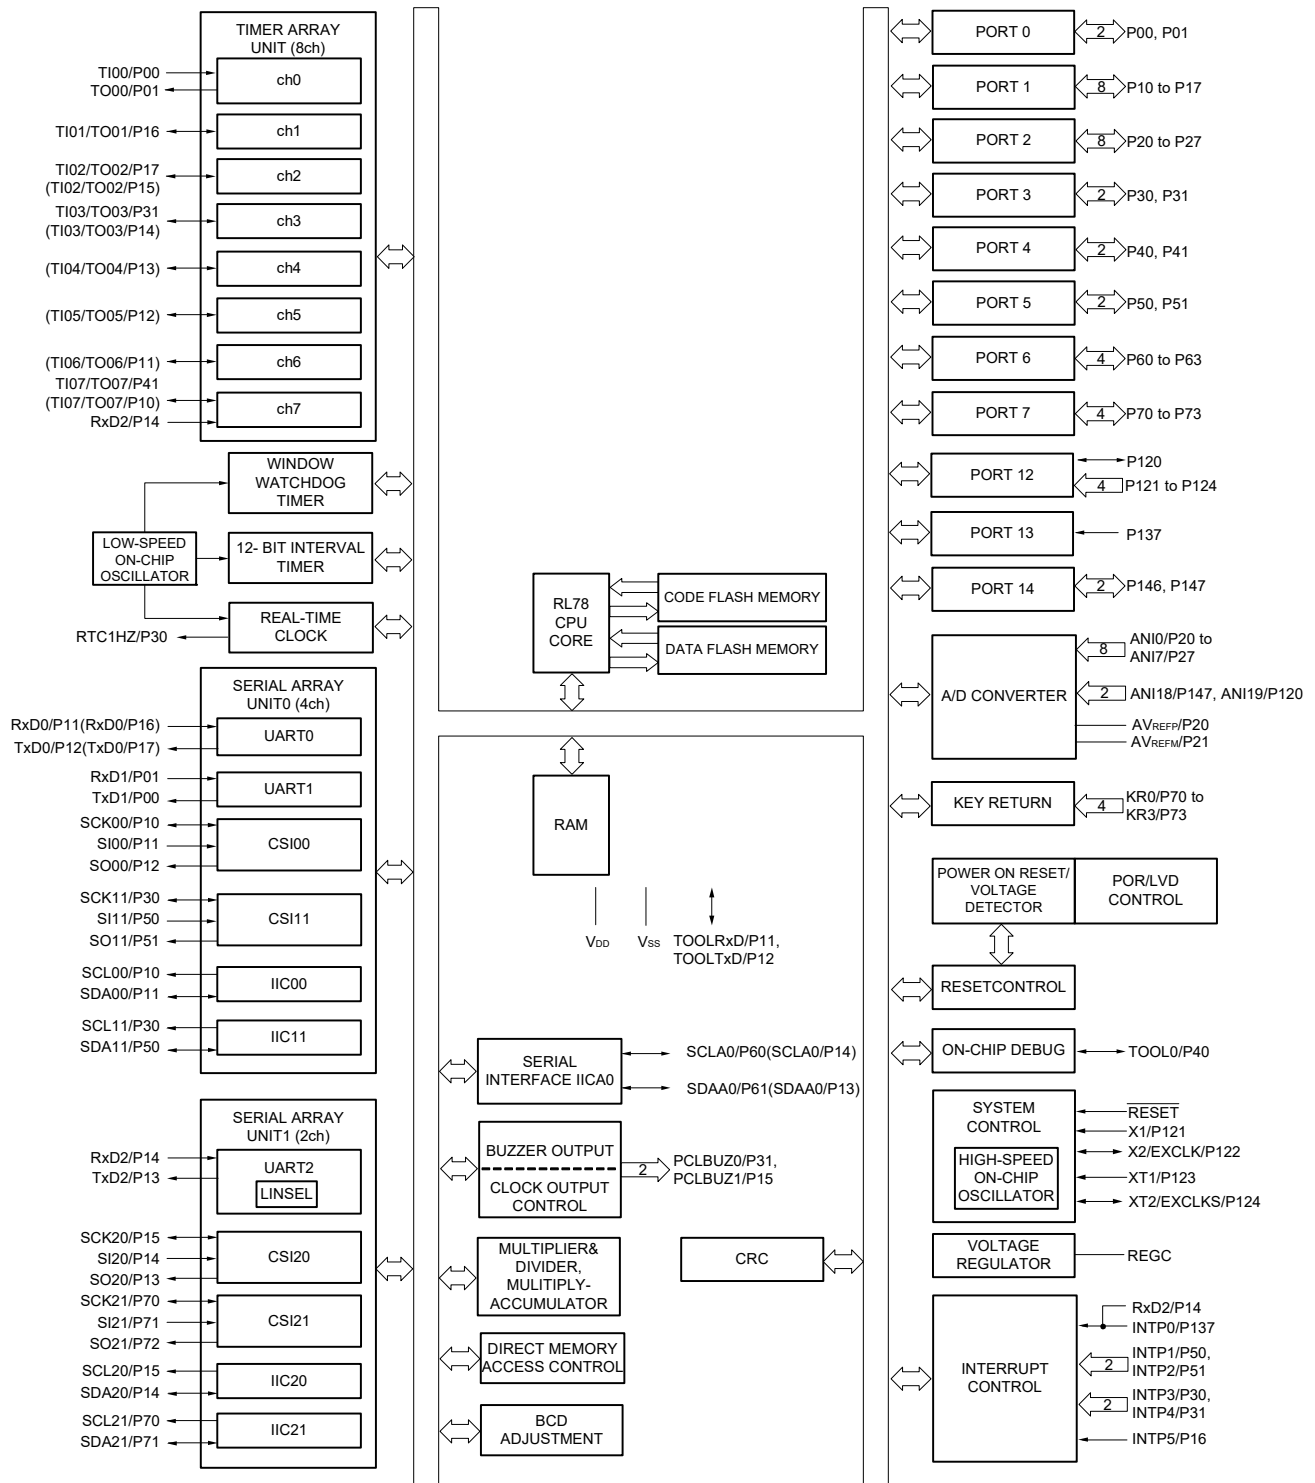 TIMER ARRAY
UNIT (8ch)
TI00/P00
TO00/P01
ch0
TI01/TO01/P16
ch1
TI02/TO02/P17
(TI02/TO02/P15)
ch2
TI03/TO03/P31
(TI03/TO03/P14)
ch3
(TI04/TO04/P13)
ch4
(TI05/TO05/P12)
ch5
(TI06/TO06/P11)
ch6
TI07/TO07/P41
(TI07/TO07/P10)
RxD2/P14
ch7
WINDOW
WATCHDOG
TIMER
LOW-SPEED
ON-CHIP
OSCILLATOR
12- BIT INTERVAL
TIMER
REAL-TIME
CLOCK
RTC1HZ/P30
SERIAL ARRAY
UNIT0 (4ch)
RxD0/P11(RxD0/P16)
TxD0/P12(TxD0/P17)
UART0
RxD1/P01
TxD1/P00
UART1
SCK00/P10
SI00/P11
SO00/P12
CSI00
SCK11/P30
SI11/P50
SO11/P51
CSI11
SCL00/P10
SDA00/P11
IIC00
SCL11/P30
SDA11/P50
IIC11
SERIAL ARRAY
UNIT1 (2ch)
RxD2/P14
TxD2/P13
UART2
LINSEL
SCK20/P15
SI20/P14
SO20/P13
CSI20
SCK21/P70
SI21/P71
SO21/P72
CSI21
SCL20/P15
SDA20/P14
IIC20
SCL21/P70
SDA21/P71
IIC21
RL78
CPU
CORE
CODE FLASH MEMORY
DATA FLASH MEMORY
RAM
VDD
VSS
TOOLRxD/P11,
TOOLTxD/P12
SERIAL
INTERFACE IICA0
SCLA0/P60(SCLA0/P14)
SDAA0/P61(SDAA0/P13)
BUZZER OUTPUT
CLOCK OUTPUT
CONTROL
2
PCLBUZ0/P31,
PCLBUZ1/P15
MULTIPLIER&
DIVIDER,
MULITIPLY-
ACCUMULATOR
CRC
DIRECT MEMORY
ACCESS CONTROL
BCD
ADJUSTMENT
PORT 0
2
P00, P01
PORT 1
8
P10 to P17
PORT 2
8
P20 to P27
PORT 3
2
P30, P31
PORT 4
2
P40, P41
PORT 5
2
P50, P51
PORT 6
4
P60 to P63
PORT 7
4
P70 to P73
PORT 12
P120
4
P121 to P124
PORT 13
P137
PORT 14
2
P146, P147
A/D CONVERTER
8
ANI0/P20 to
ANI7/P27
2
ANI18/P147, ANI19/P120
AVREFP/P20
AVREFM/P21
KEY RETURN
4
KR0/P70 to
KR3/P73
POWER ON RESET/
VOLTAGE
DETECTOR
POR/LVD
CONTROL
RESETCONTROL
ON-CHIP DEBUG
TOOL0/P40
SYSTEM
CONTROL
HIGH-SPEED
ON-CHIP
OSCILLATOR
RESET
X1/P121
X2/EXCLK/P122
XT1/P123
XT2/EXCLKS/P124
VOLTAGE
REGULATOR
REGC
INTERRUPT
CONTROL
RxD2/P14
INTP0/P137
2
INTP1/P50,
INTP2/P51
2
INTP3/P30,
INTP4/P31
INTP5/P16